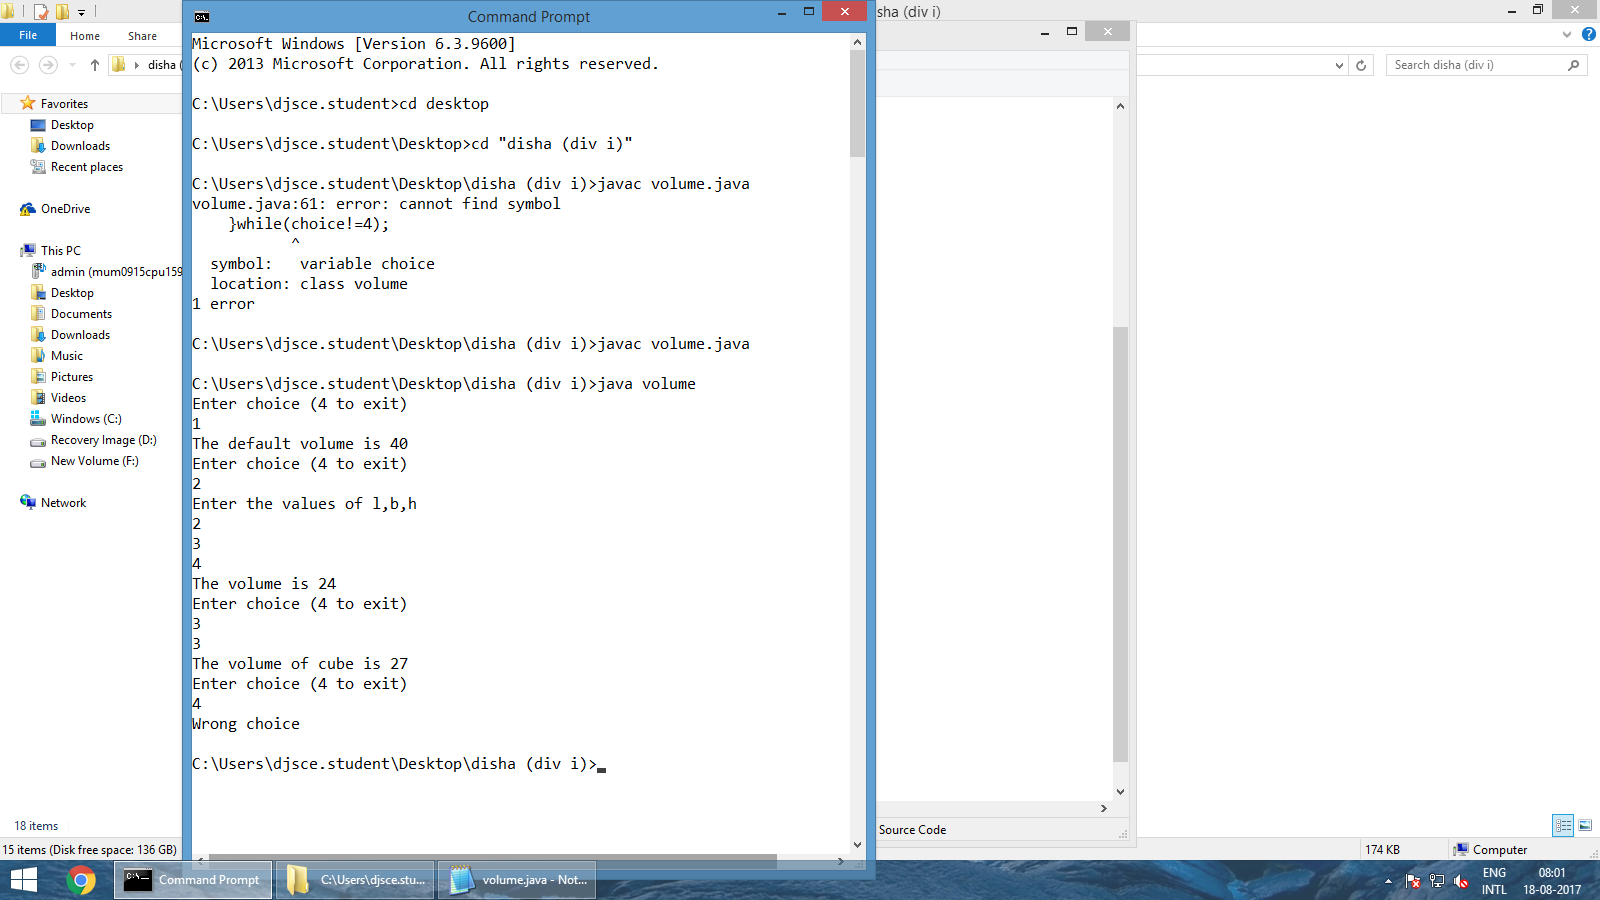 Command Prompt
sha (div i)
File
Home
Share
disha (
Search disha (div i)
Favorites
Desktop
Downloads
Recent places
OneDrive
This PC
admin (mum0915cpu159
Desktop
Documents
Downloads
Music
Pictures
Videos
Windows (C:)
Recovery Image (D:)
New Volume (F:)
Network
18 items
15 items (Disk free space: 136 GB)
Microsoft Windows [Version 6.3.9600]
(c) 2013 Microsoft Corporation. All rights reserved.
C:\Users\djsce.student>cd desktop
C:\Users\djsce.student\Desktop>cd "disha (div i)"
C:\Users\djsce.student\Desktop\disha (div i)>javac volume.java
volume.java:61: error: cannot find symbol
}while(choice!=4);
^
symbol:   variable choice
location: class volume
1 error
C:\Users\djsce.student\Desktop\disha (div i)>javac volume.java
C:\Users\djsce.student\Desktop\disha (div i)>java volume
Enter choice (4 to exit)
1
The default volume is 40
Enter choice (4 to exit)
2
Enter the values of l,b,h
2
3
4
The volume is 24
Enter choice (4 to exit)
3
3
The volume of cube is 27
Enter choice (4 to exit)
4
Wrong choice
C:\Users\djsce.student\Desktop\disha (div i)>
Source Code
174 KB
Computer
Command Prompt
C:\Users\djsce.stu...
volume.java - Not...
ENG
INTL
08:01
18-08-2017